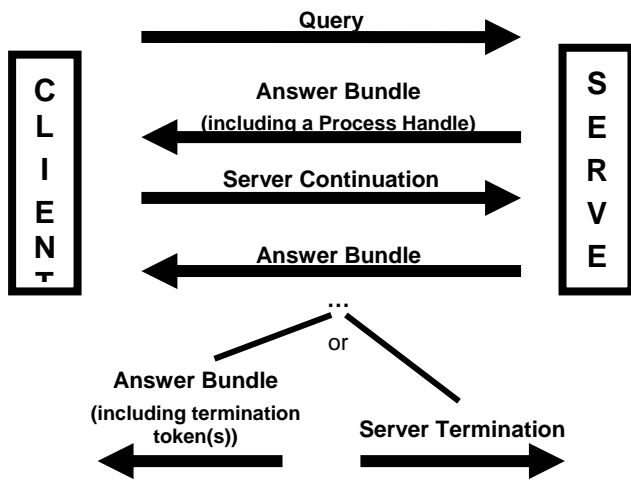 Query
Answer Bundle
(including a Process Handle)
Server Continuation
Answer Bundle
...
or
Answer Bundle
(including termination
token(s))
Server Termination
CLIENT
SERVE